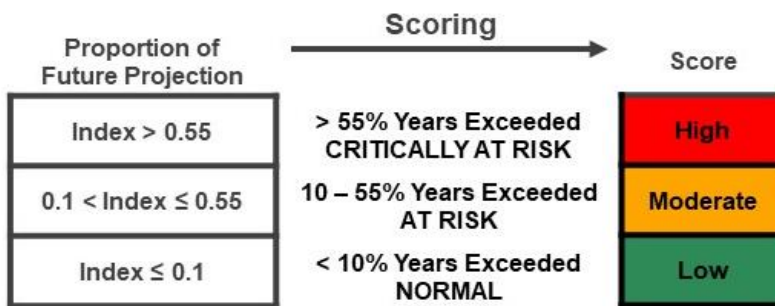 Scoring
Proportion of
Future Projection
Score
Index > 0.55
> 55% Years Exceeded
CRITICALLY AT RISK
High
0.1 < Index ≤ 0.55
10 – 55% Years Exceeded
AT RISK
Moderate
Index ≤ 0.1
< 10% Years Exceeded
NORMAL
Low